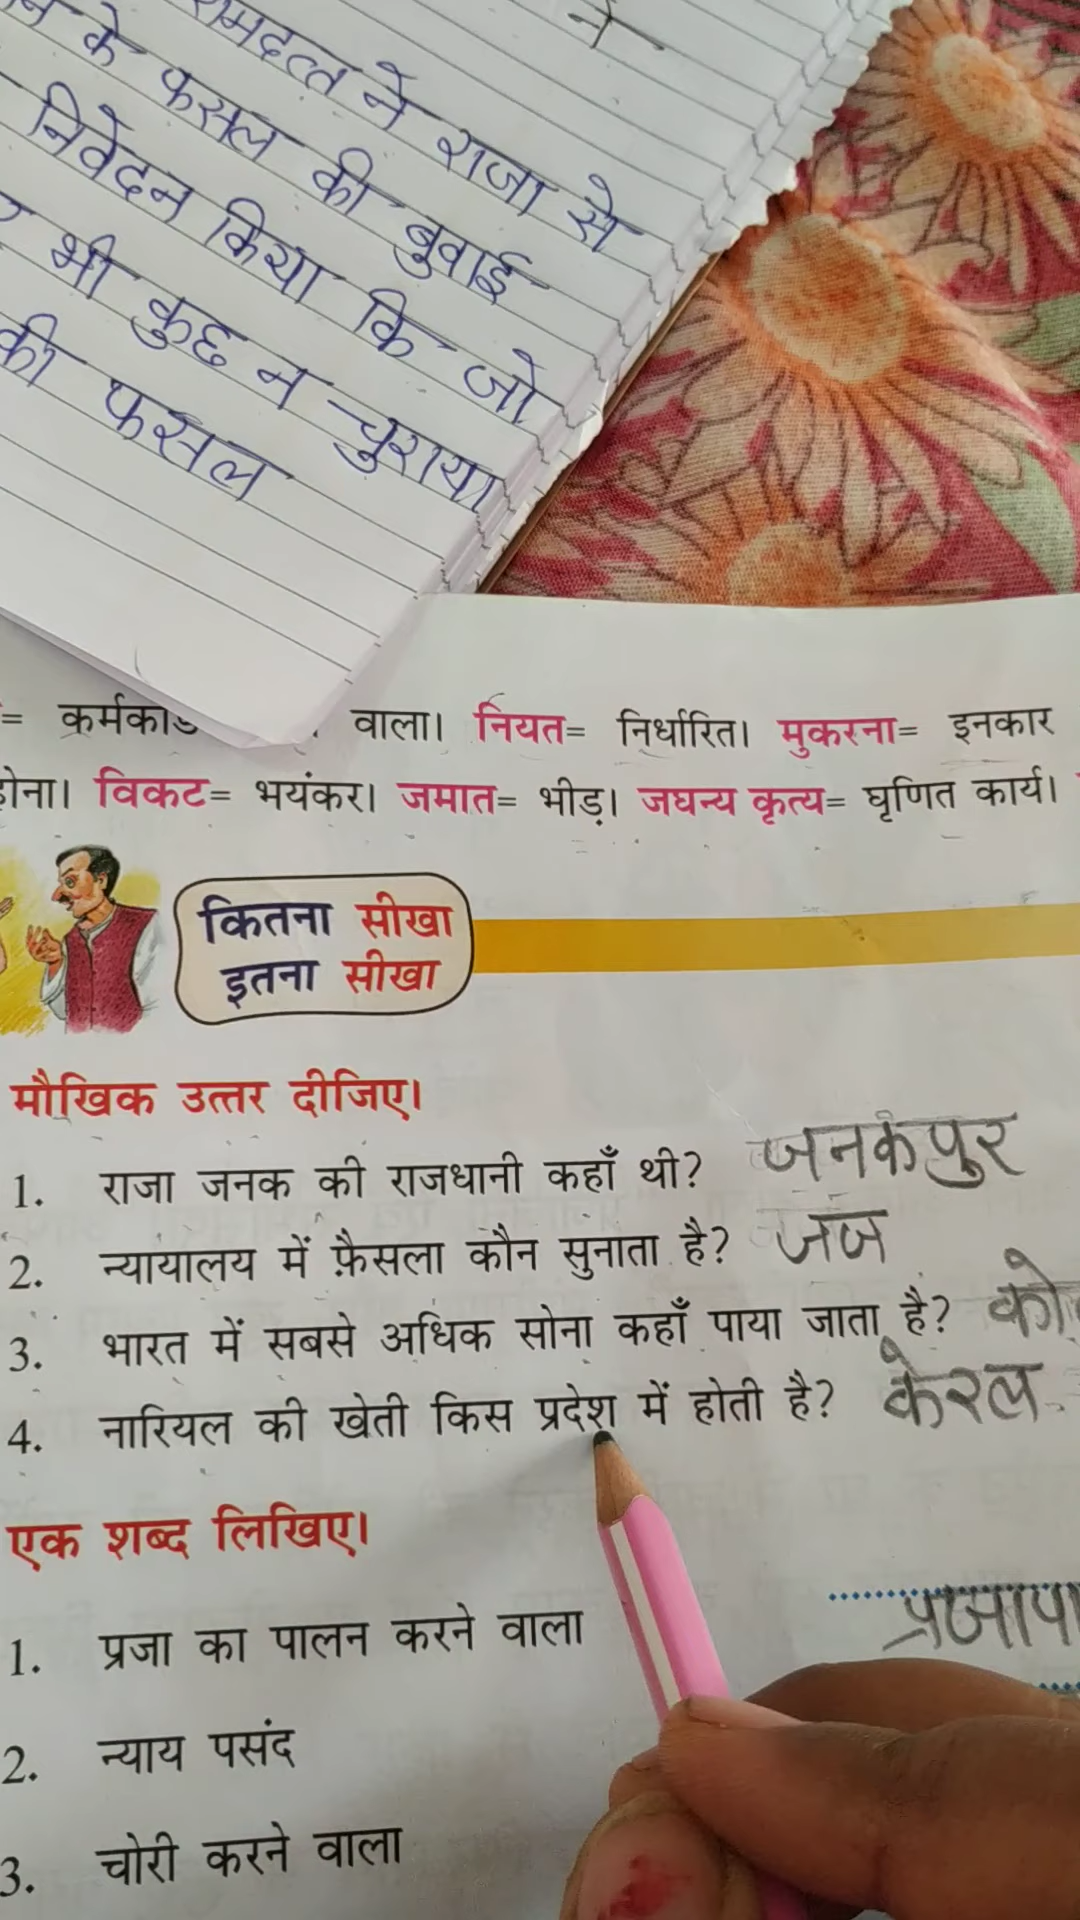 के फसल की बुवाई
रामदत्त ने राजा से
निवेदन किया कि जो
भी कुछ न चुराया
की फसल
ने
= कर्मकांड वाला। नियत= निर्धारित। मुकरना= इनकार
होना। विकट= भयंकर। जमात= भीड़। जघन्य कृत्य= घृणित कार्य।
कितना सीखा
इतना सीखा
मौखिक उत्तर दीजिए।
1. राजा जनक की राजधानी कहाँ थी? जनकपुर
2. न्यायालय में फ़ैसला कौन सुनाता है? जज
3. भारत में सबसे अधिक सोना कहाँ पाया जाता है? को
4. नारियल की खेती किस प्रदेश में होती है? केरल
एक शब्द लिखिए।
1. प्रजा का पालन करने वाला प्रजापा
2. न्याय पसंद
3. चोरी करने वाला